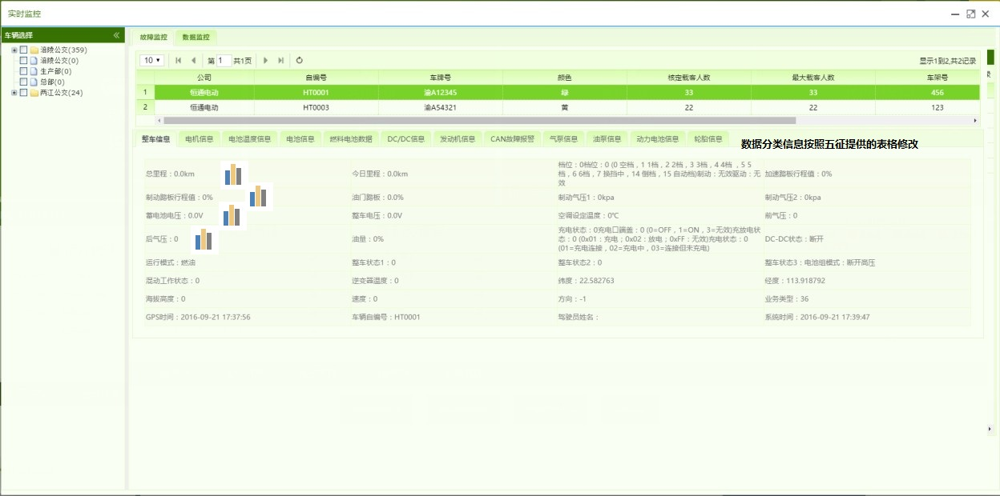 实时监控
车辆选择
涪陵公交(359)
涪陵公交(0)
生产部(0)
总部(0)
两江公交(24)
故障监控 数据监控
10 第 1 共1页 显示1到2,共2记录
公司 自编号 车牌号 颜色 核定载客人数 最大载客人数 车架号
1 恒通电动 HT0001 渝A12345 绿 33 33 456
2 恒通电动 HT0003 渝A54321 黄 22 22 123
整车信息 电机信息 电池温度信息 电池信息 燃料电池数据 DC/DC信息 发动机信息 CAN故障报警 气泵信息 油泵信息 动力电池信息 轮胎信息
数据分类信息按照五征提供的表格修改
总里程：0.0km 今日里程：0.0km
档位：0档位：0 (0 空档，1 1档，2 2档，3 3档，4 4档 ，5 5
档，6 6档，7 换挡中，14 倒档，15 自动档)制动：无效驱动：无
效
加速踏板行程值：0%
制动踏板行程值：0% 油门踏板：0.0% 制动气压1：0kpa 制动气压2：0kpa
蓄电池电压：0.0V 整车电压：0.0V 空调设定温度：0℃ 前气压：0
后气压：0 油量：0%
充电状态：0充电口端盖：0 (0=OFF，1=ON，3=无效)充放电状
态：0 (0x01：充电；0x02：放电；0xFF：无效)充电状态：0
(01=充电连接，02=充电中，03=连接但未充电)
DC-DC状态：断开
运行模式：燃油 整车状态1：0 整车状态2：0 整车状态3：电池组模式：断开高压
混动工作状态：0 逆变器温度：0 纬度：22.582763 经度：113.918792
海拔高度：0 速度：0 方向：-1 业务类型：36
GPS时间：2016-09-21 17:37:56 车辆自编号：HT0001 驾驶员姓名： 系统时间：2016-09-21 17:39:47